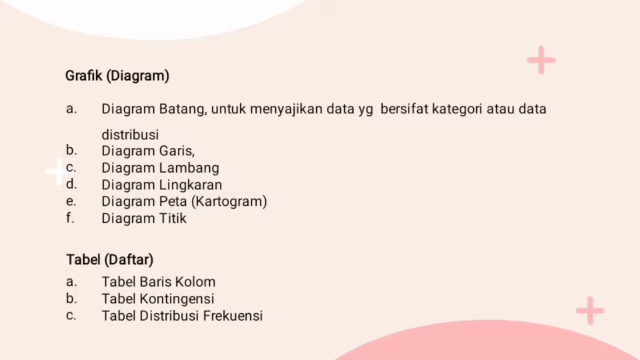 Grafik (Diagram)
a. Diagram Batang, untuk menyajikan data yg bersifat kategori atau data
distribusi
b. Diagram Garis,
c. Diagram Lambang
d. Diagram Lingkaran
e. Diagram Peta (Kartogram)
f. Diagram Titik
Tabel (Daftar)
a. Tabel Baris Kolom
b. Tabel Kontingensi
c. Tabel Distribusi Frekuensi